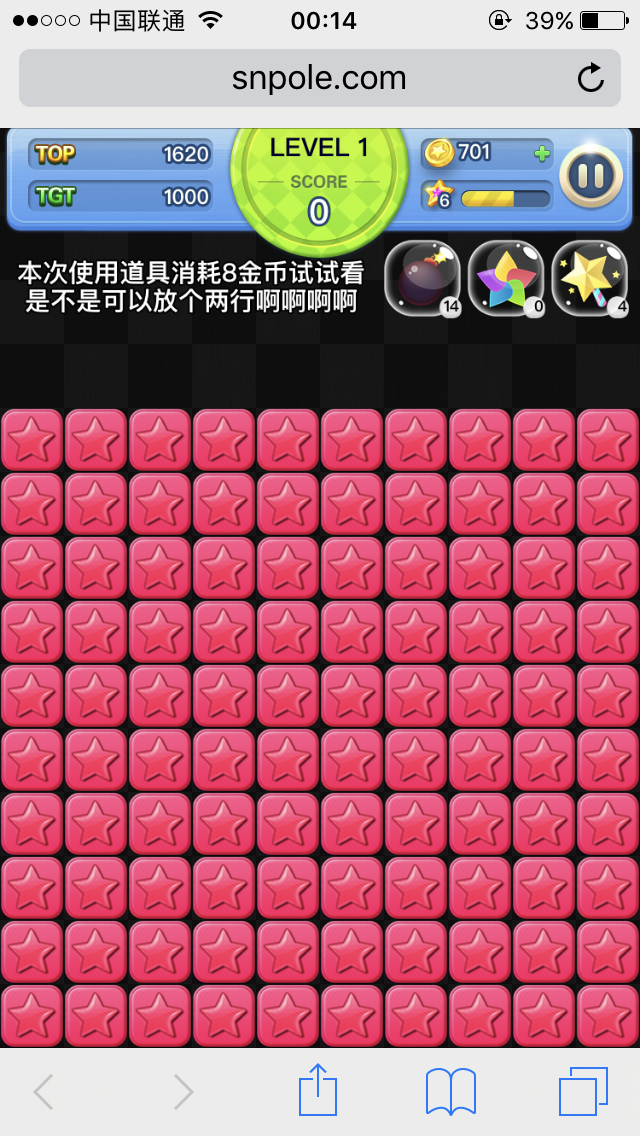 中国联通 00:14 39%
snpole.com
TOP 1620
TGT 1000
LEVEL 1
SCORE
0
701
6
本次使用道具消耗8金币试试看
是不是可以放个两行啊啊啊啊
14 0 4